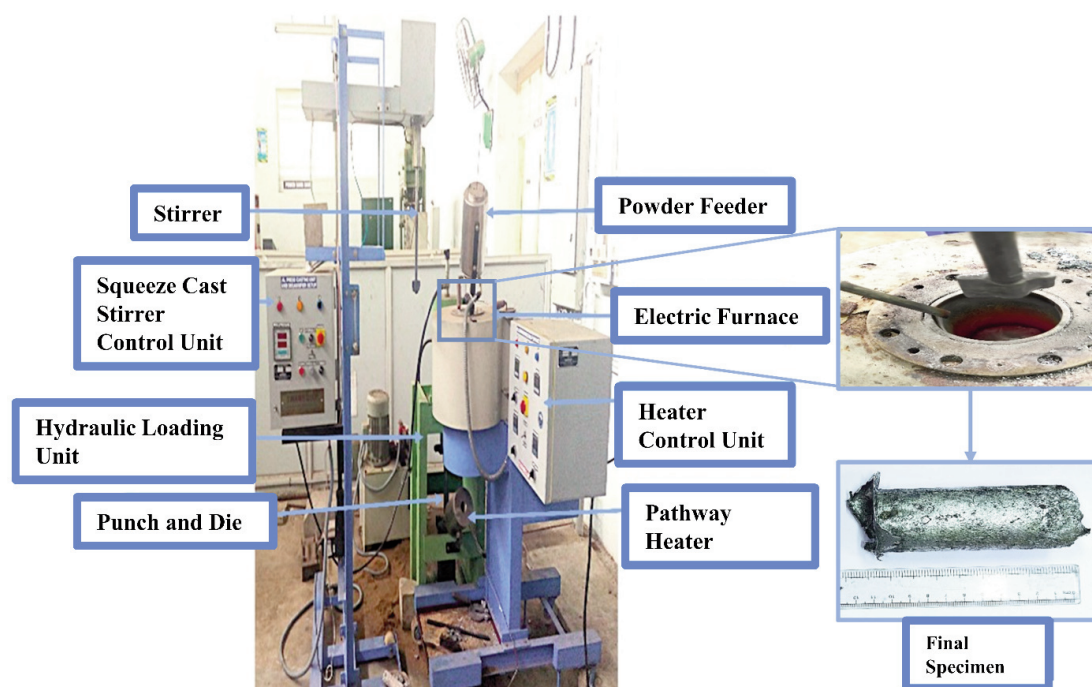 Stirrer
Powder Feeder
Squeeze Cast
Stirrer
Control Unit
Electric Furnace
Hydraulic Loading
Unit
Heater
Control Unit
Punch and Die
Pathway
Heater
Final
Specimen